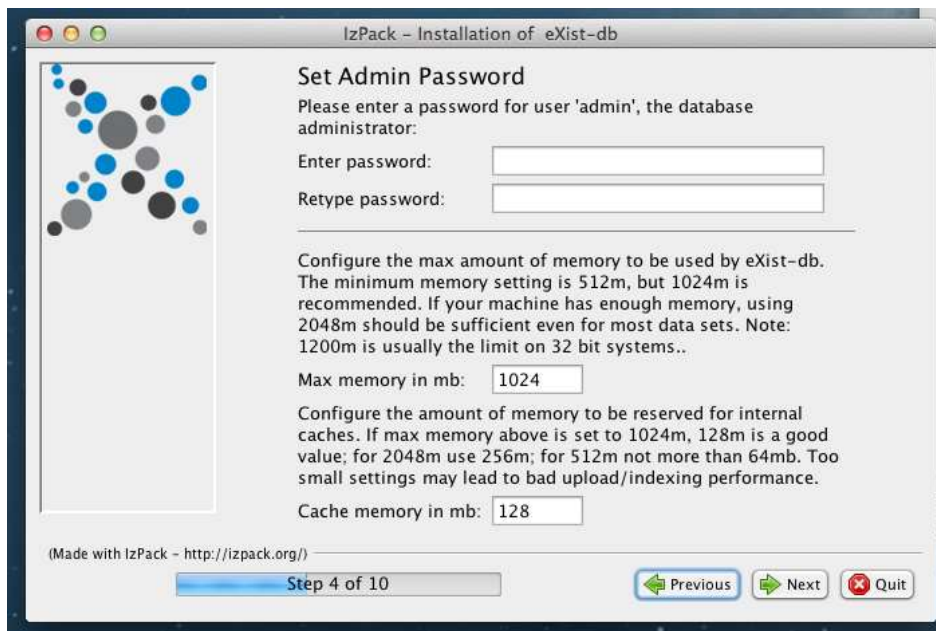 IzPack - Installation of eXist-db
Set Admin Password
Please enter a password for user 'admin', the database
administrator:
Enter password:
Retype password:
Configure the max amount of memory to be used by eXist-db.
The minimum memory setting is 512m, but 1024m is
recommended. If your machine has enough memory, using
2048m should be sufficient even for most data sets. Note:
1200m is usually the limit on 32 bit systems..
Max memory in mb: 1024
Configure the amount of memory to be reserved for internal
caches. If max memory above is set to 1024m, 128m is a good
value; for 2048m use 256m; for 512m not more than 64mb. Too
small settings may lead to bad upload/indexing performance.
Cache memory in mb: 128
(Made with IzPack - http://izpack.org/)
Step 4 of 10 Previous Next Quit